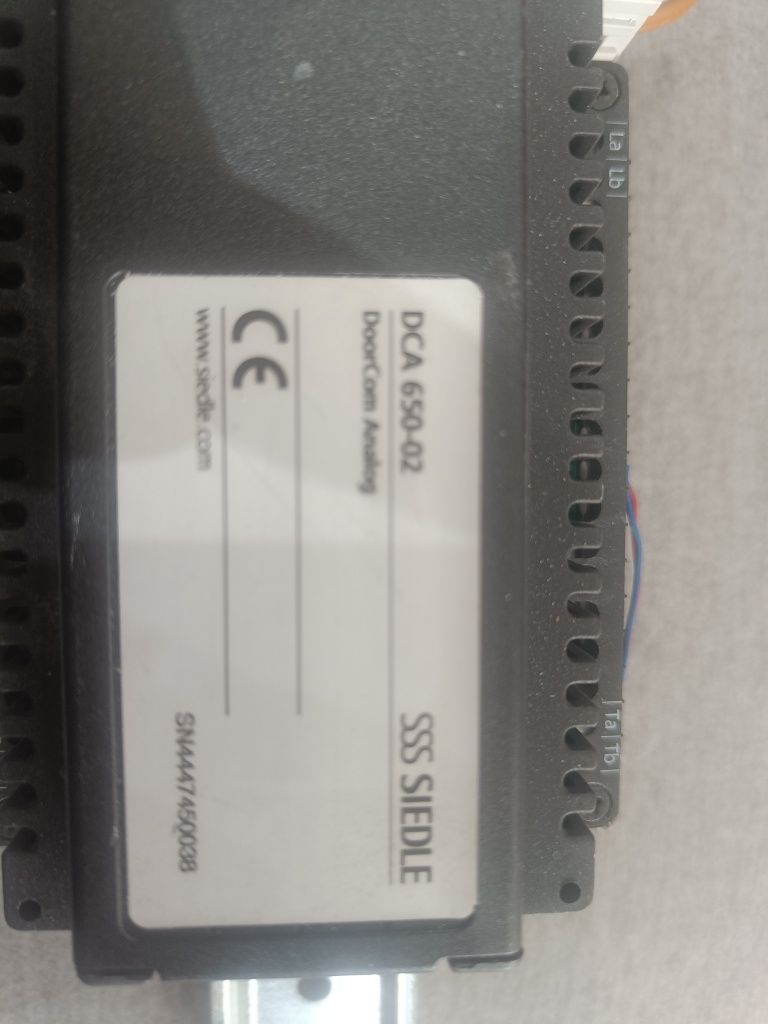 La | Lb
DCA 650-02
SSS SIEDLE
DoorCom Analog
CE
www.siedle.com
SN4447450038
Ta | Tb